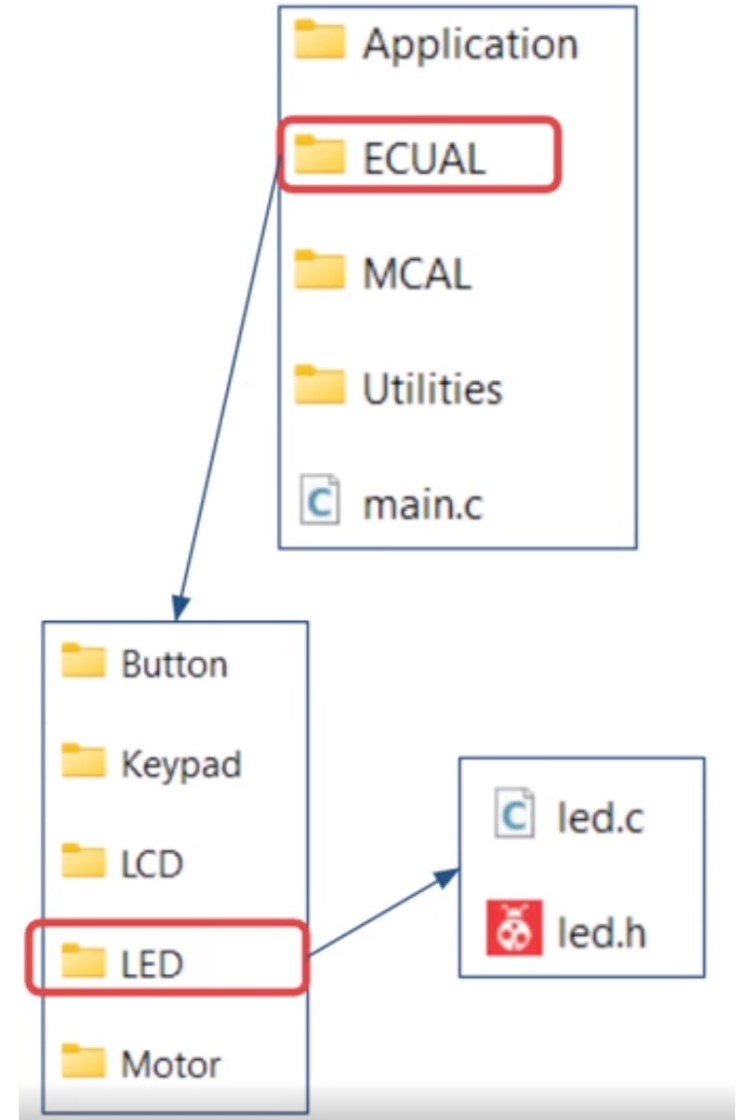 Application
ECUAL
MCAL
Utilities
C main.c
Button
Keypad
LCD
LED
Motor
C led.c
led.h